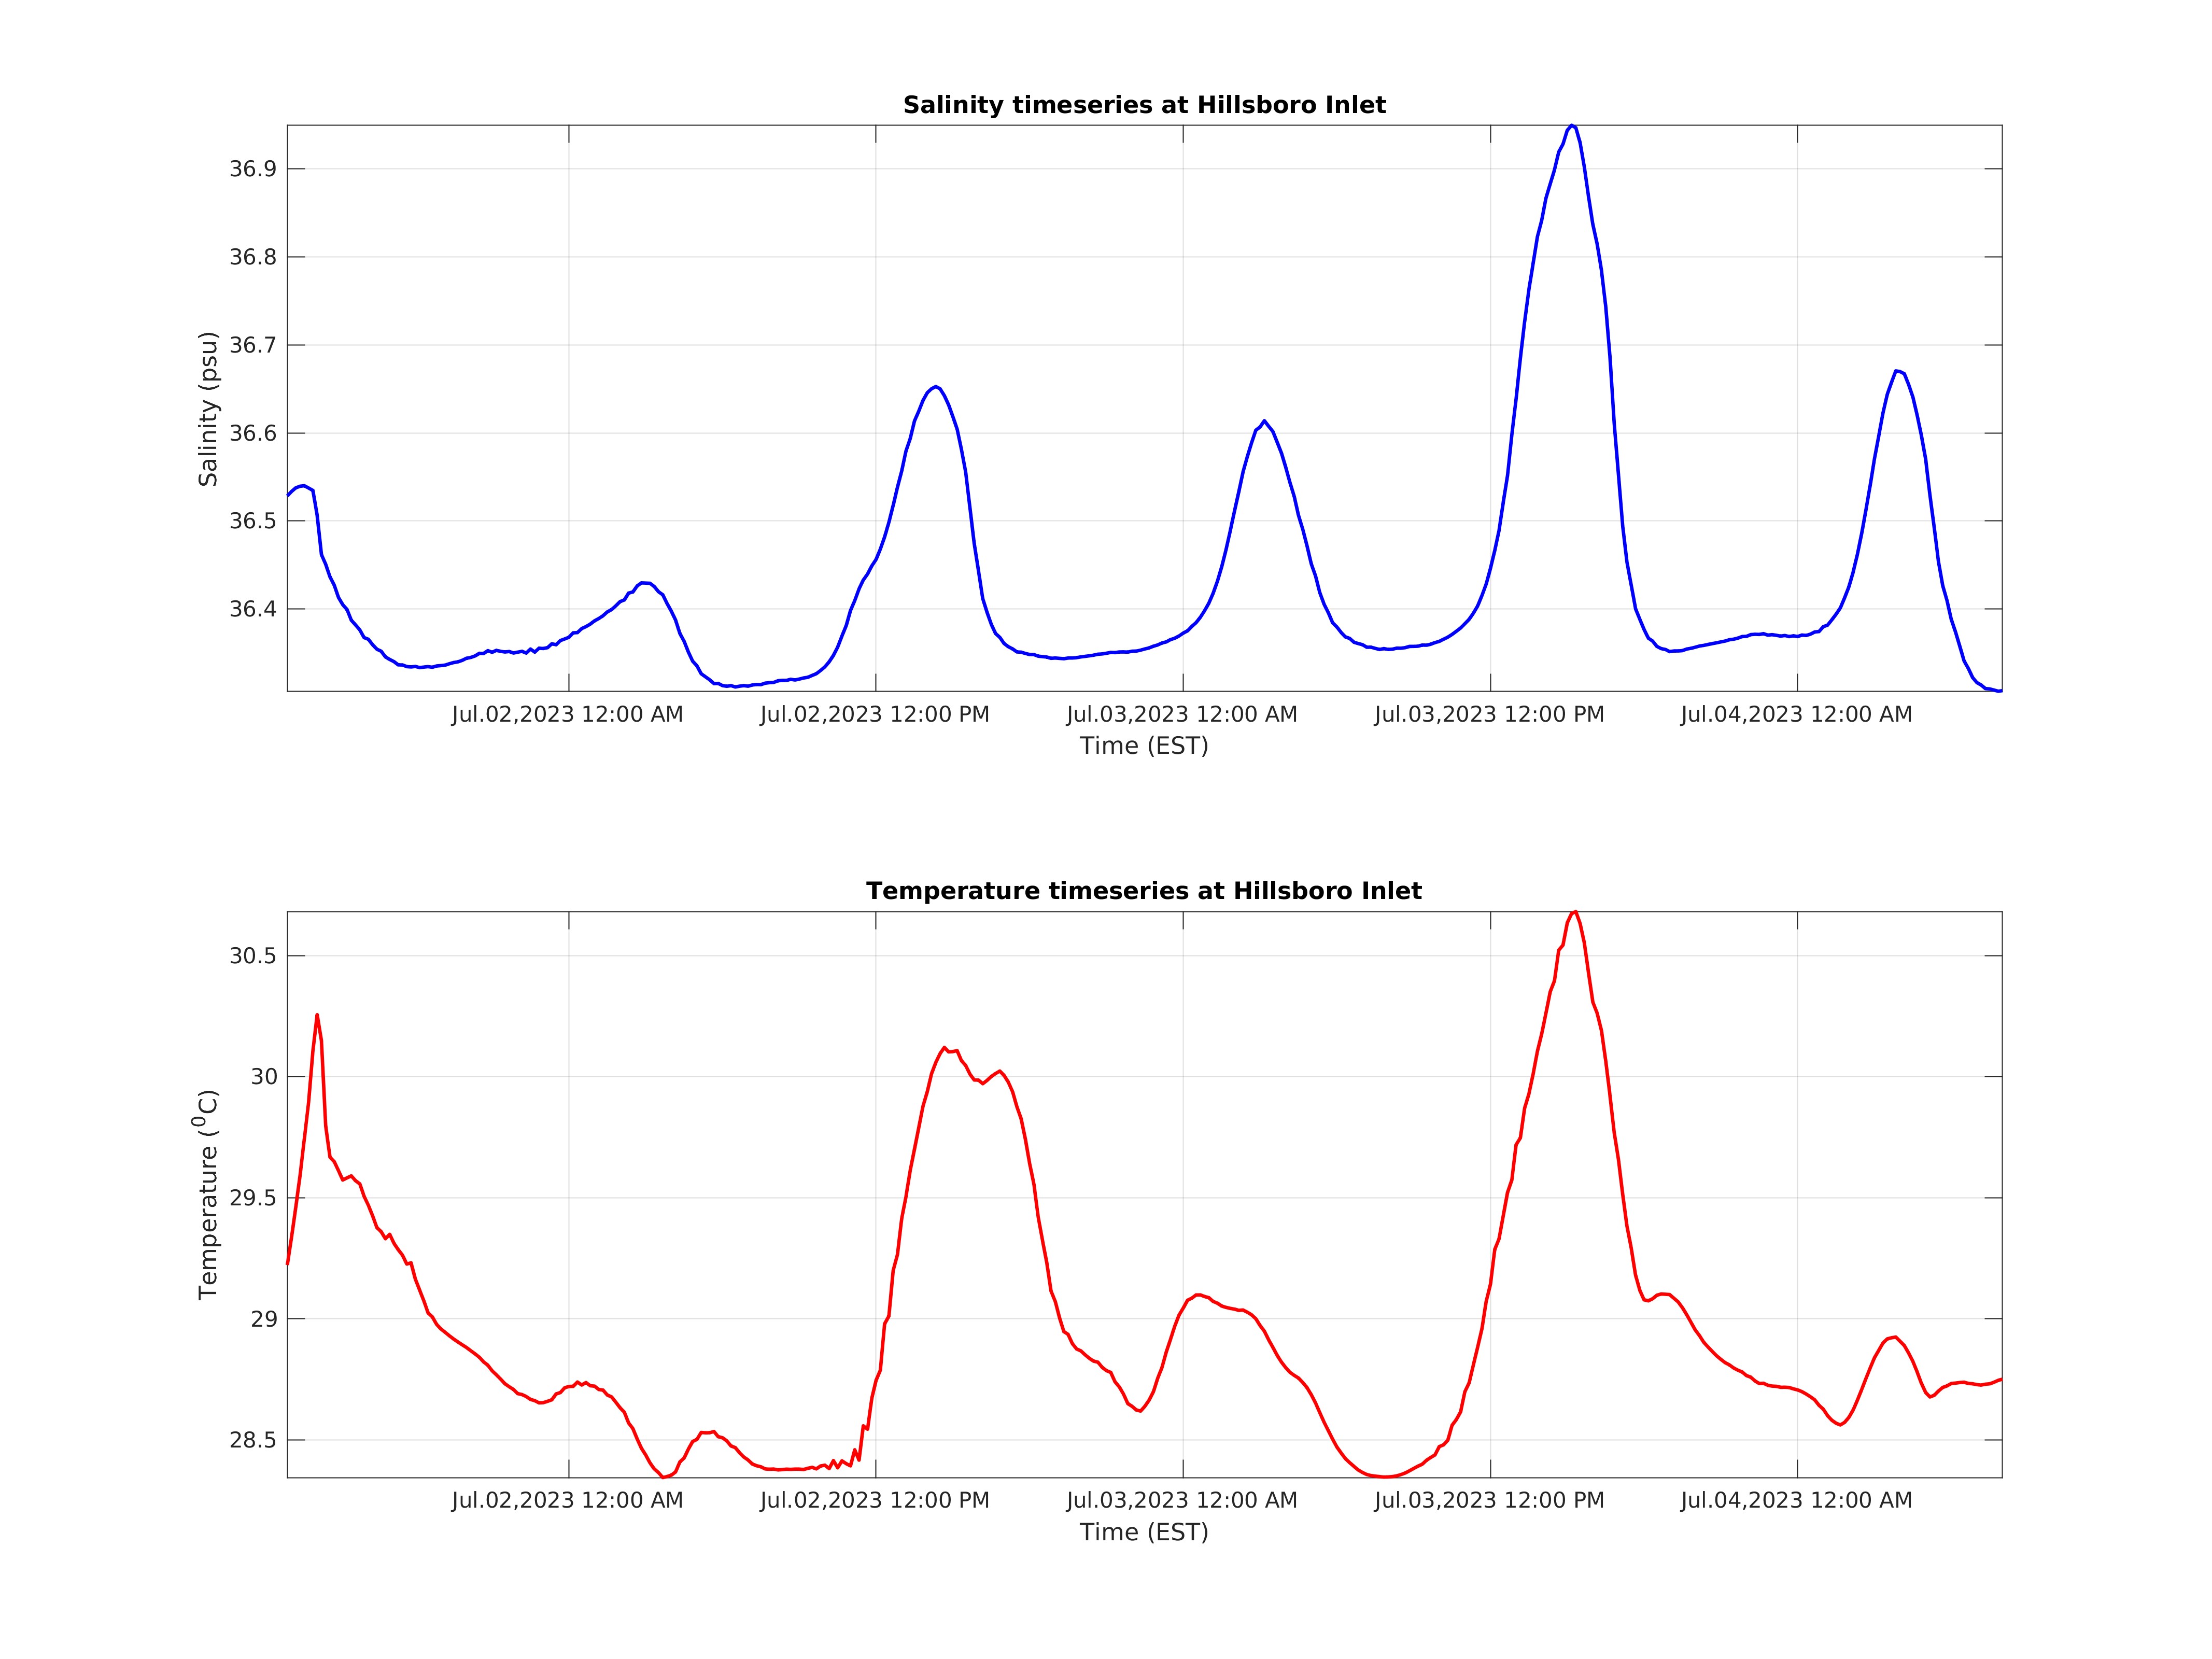 Salinity timeseries at Hillsboro Inlet
36.9
36.8
36.7
36.6
36.5
36.4
Salinity (psu)
Jul.02,2023 12:00 AM Jul.02,2023 12:00 PM Jul.03,2023 12:00 AM Jul.03,2023 12:00 PM Jul.04,2023 12:00 AM
Time (EST)
Temperature timeseries at Hillsboro Inlet
30.5
30
29.5
29
28.5
Temperature (⁰C)
Jul.02,2023 12:00 AM Jul.02,2023 12:00 PM Jul.03,2023 12:00 AM Jul.03,2023 12:00 PM Jul.04,2023 12:00 AM
Time (EST)